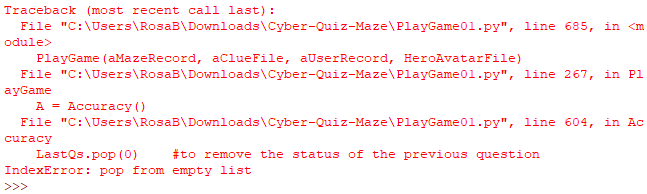 Traceback (most recent call last):
  File "C:\Users\RosaB\Downloads\Cyber-Quiz-Maze\PlayGame01.py", line 685, in <m
odule>
    PlayGame(aMazeRecord, aClueFile, aUserRecord, HeroAvatarFile)
  File "C:\Users\RosaB\Downloads\Cyber-Quiz-Maze\PlayGame01.py", line 267, in Pl
ayGame
    A = Accuracy()
  File "C:\Users\RosaB\Downloads\Cyber-Quiz-Maze\PlayGame01.py", line 604, in Ac
curacy
    LastQs.pop(0)    #to remove the status of the previous question
IndexError: pop from empty list
>>>